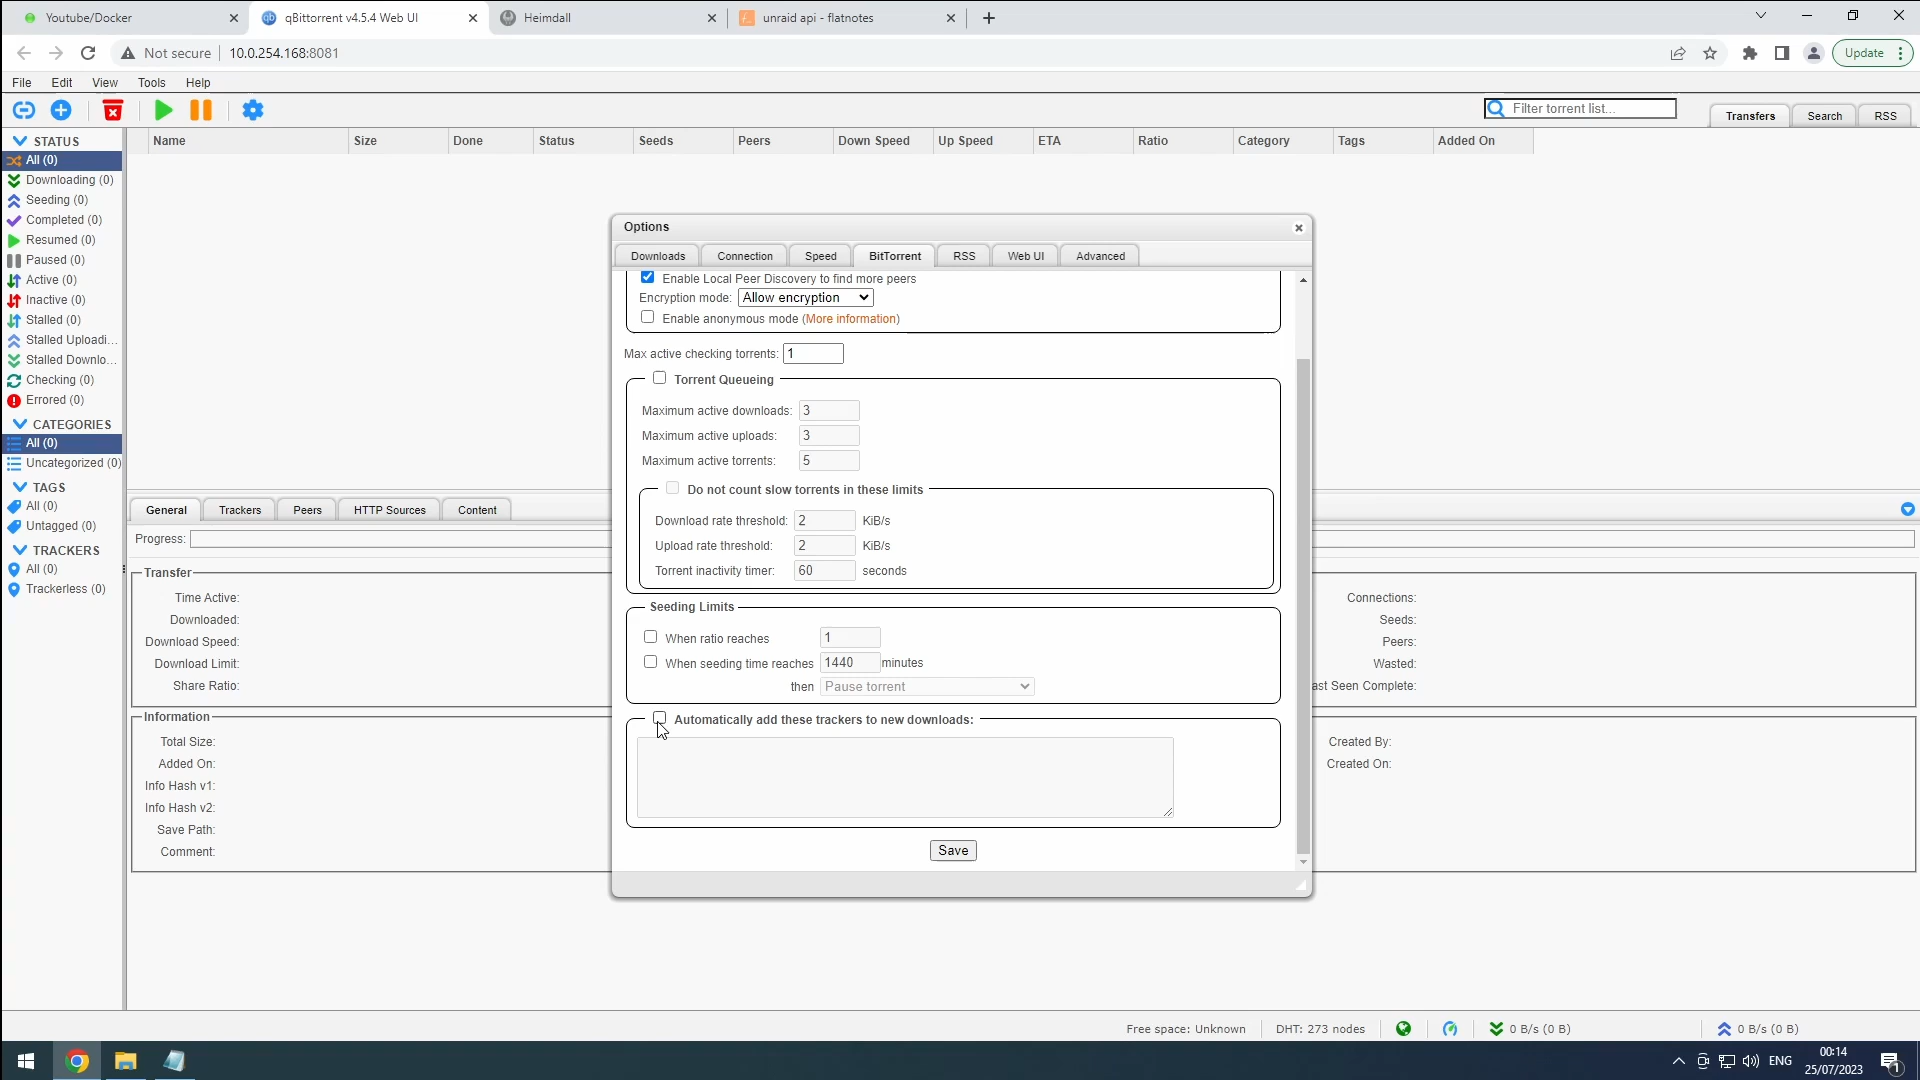 Youtube/Docker
qBittorrent v4.5.4 Web UI
Heimdall
unraid api - flatnotes
Not secure
10.0.254.168:8081
Update
File Edit View Tools Help
Filter torrent list...
Transfers Search RSS
STATUS
All (0)
Downloading (0)
Seeding (0)
Completed (0)
Resumed (0)
Paused (0)
Active (0)
Inactive (0)
Stalled (0)
Stalled Uploadi...
Stalled Downlo...
Checking (0)
Errored (0)
CATEGORIES
All (0)
Uncategorized (0)
TAGS
All (0)
Untagged (0)
TRACKERS
All (0)
Trackerless (0)
Name Size Done Status Seeds Peers Down Speed Up Speed ETA Ratio Category Tags Added On
Options
Downloads Connection Speed BitTorrent RSS Web UI Advanced
Enable Local Peer Discovery to find more peers
Encryption mode: Allow encryption
Enable anonymous mode (More information)
Max active checking torrents: 1
Torrent Queueing
Maximum active downloads: 3
Maximum active uploads: 3
Maximum active torrents: 5
Do not count slow torrents in these limits
Download rate threshold: 2 KiB/s
Upload rate threshold: 2 KiB/s
Torrent inactivity timer: 60 seconds
Seeding Limits
When ratio reaches 1
When seeding time reaches 1440 minutes
then Pause torrent
Automatically add these trackers to new downloads:
Save
General Trackers Peers HTTP Sources Content
Progress:
Transfer
Time Active:
Downloaded:
Download Speed:
Download Limit:
Share Ratio:
Connections:
Seeds:
Peers:
Wasted:
ast Seen Complete:
Information
Total Size:
Added On:
Info Hash v1:
Info Hash v2:
Save Path:
Comment:
Created By:
Created On:
Free space: Unknown
DHT: 273 nodes
0 B/s (0 B)
0 B/s (0 B)
ENG
00:14
25/07/2023
1